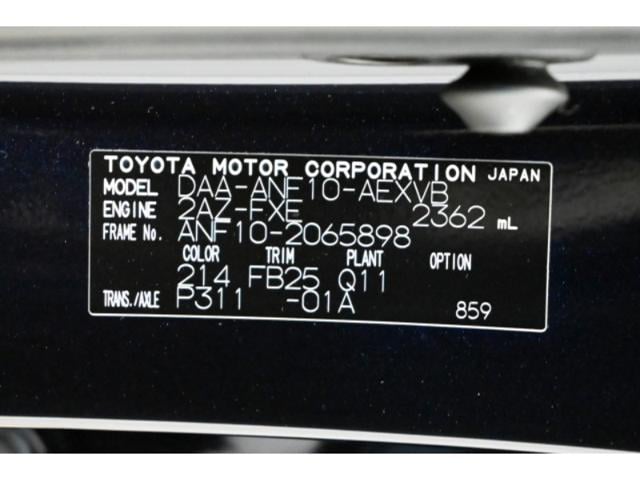 TOYOTA MOTOR CORPORATION JAPAN
MODEL DAA-ANF10-AEXVB
ENGINE 2AZ-FXE 2362 mL
FRAME No. ANF10-2065898
COLOR TRIM PLANT OPTION
214 FB25 Q11
TRANS./AXLE P311 -01A 859